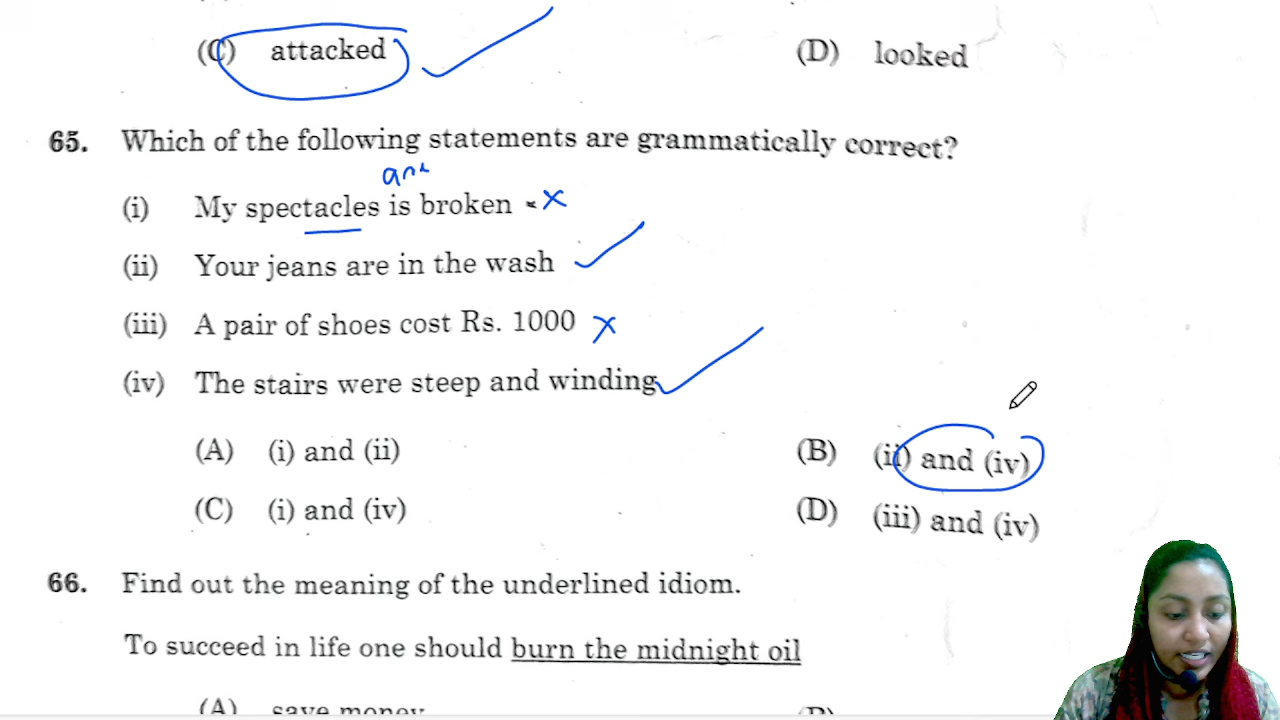 (C) attacked (D) looked
65. Which of the following statements are grammatically correct?
are
(i) My spectacles is broken x
(ii) Your jeans are in the wash
(iii) A pair of shoes cost Rs. 1000 x
(iv) The stairs were steep and winding
(A) (i) and (ii) (B) (ii) and (iv)
(C) (i) and (iv) (D) (iii) and (iv)
66. Find out the meaning of the underlined idiom.
To succeed in life one should burn the midnight oil
(A) save money